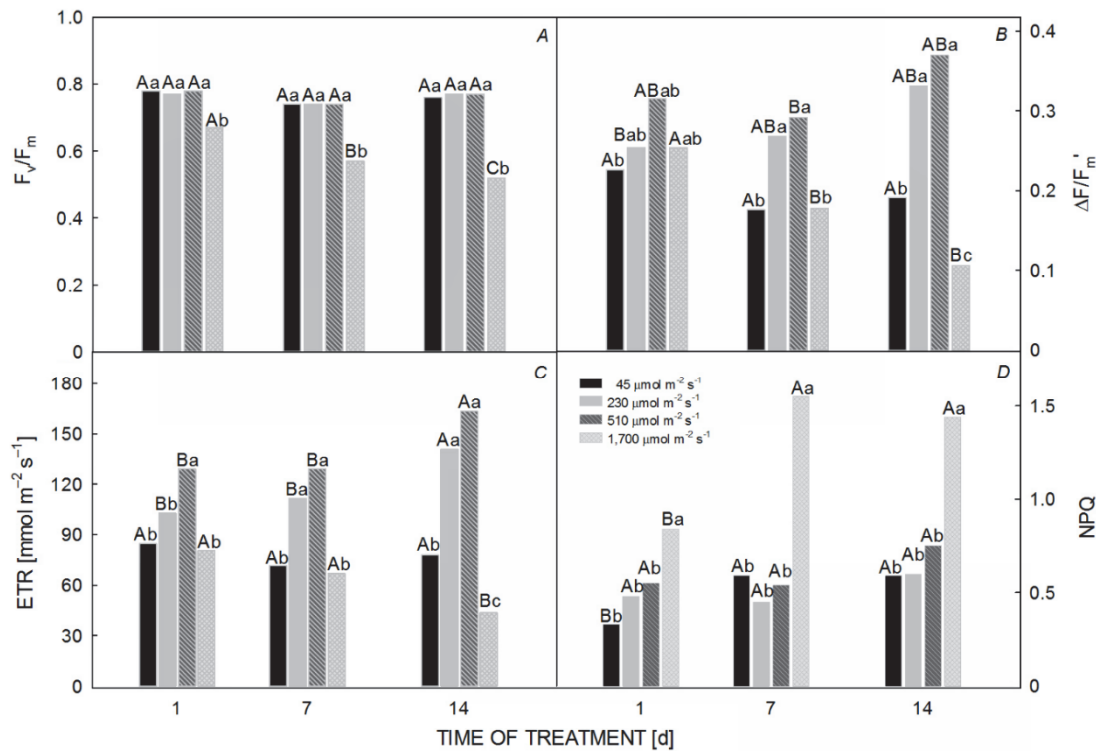 A
1.0
0.8
0.6
0.4
0.2
0
Fv/Fm
Aa Aa Aa
Ab
Aa Aa Aa
Bb
Aa Aa Aa
Cb
B
0.4
0.3
0.2
0.1
0
ΔF/Fm'
Ab
Bab
ABab
Aab
Ab
ABa
Ba
Bb
Ab
ABa
ABa
Bc
C
180
150
120
90
60
30
0
ETR [mmol m⁻² s⁻¹]
Ab
Bb
Ba
Ab
Ab
Ba
Ba
Ab
Ab
Aa
Aa
Bc
1
7
14
D
45 μmol m⁻² s⁻¹
230 μmol m⁻² s⁻¹
510 μmol m⁻² s⁻¹
1,700 μmol m⁻² s⁻¹
1.5
1.0
0.5
0
NPQ
Bb
Ab
Ab
Ba
Ab
Ab
Ab
Aa
Ab
Ab
Ab
Aa
1
7
14
TIME OF TREATMENT [d]